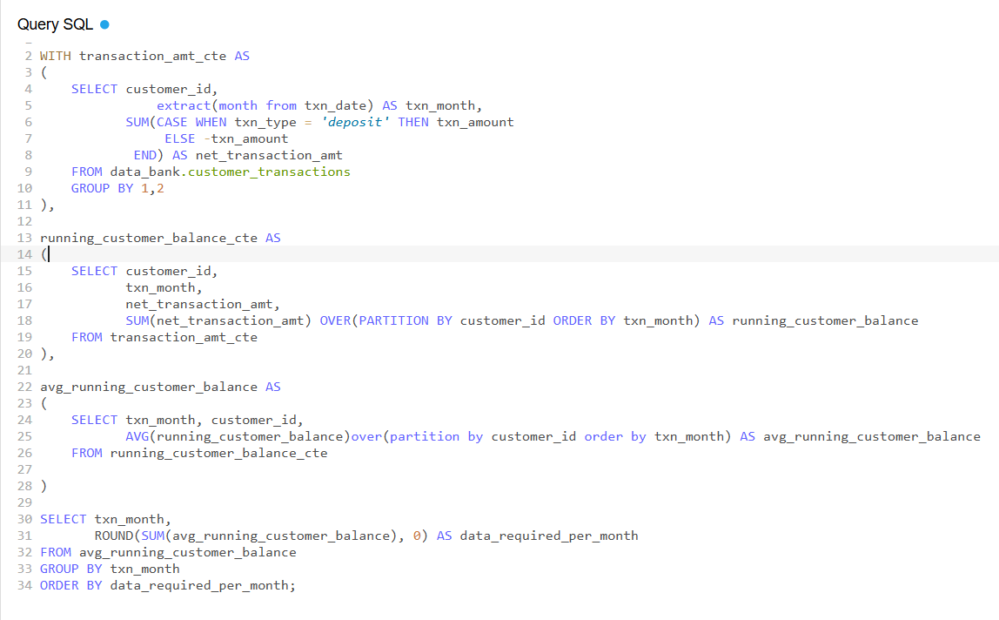 Query SQL
2 WITH transaction_amt_cte AS
3 (
4     SELECT customer_id,
5                extract(month from txn_date) AS txn_month,
6            SUM(CASE WHEN txn_type = 'deposit' THEN txn_amount
7                 ELSE -txn_amount
8             END) AS net_transaction_amt
9     FROM data_bank.customer_transactions
10     GROUP BY 1,2
11 ),
12
13 running_customer_balance_cte AS
14 (
15     SELECT customer_id,
16            txn_month,
17            net_transaction_amt,
18            SUM(net_transaction_amt) OVER(PARTITION BY customer_id ORDER BY txn_month) AS running_customer_balance
19     FROM transaction_amt_cte
20 ),
21
22 avg_running_customer_balance AS
23 (
24     SELECT txn_month, customer_id,
25            AVG(running_customer_balance)over(partition by customer_id order by txn_month) AS avg_running_customer_balance
26     FROM running_customer_balance_cte
27
28 )
29
30 SELECT txn_month,
31        ROUND(SUM(avg_running_customer_balance), 0) AS data_required_per_month
32 FROM avg_running_customer_balance
33 GROUP BY txn_month
34 ORDER BY data_required_per_month;